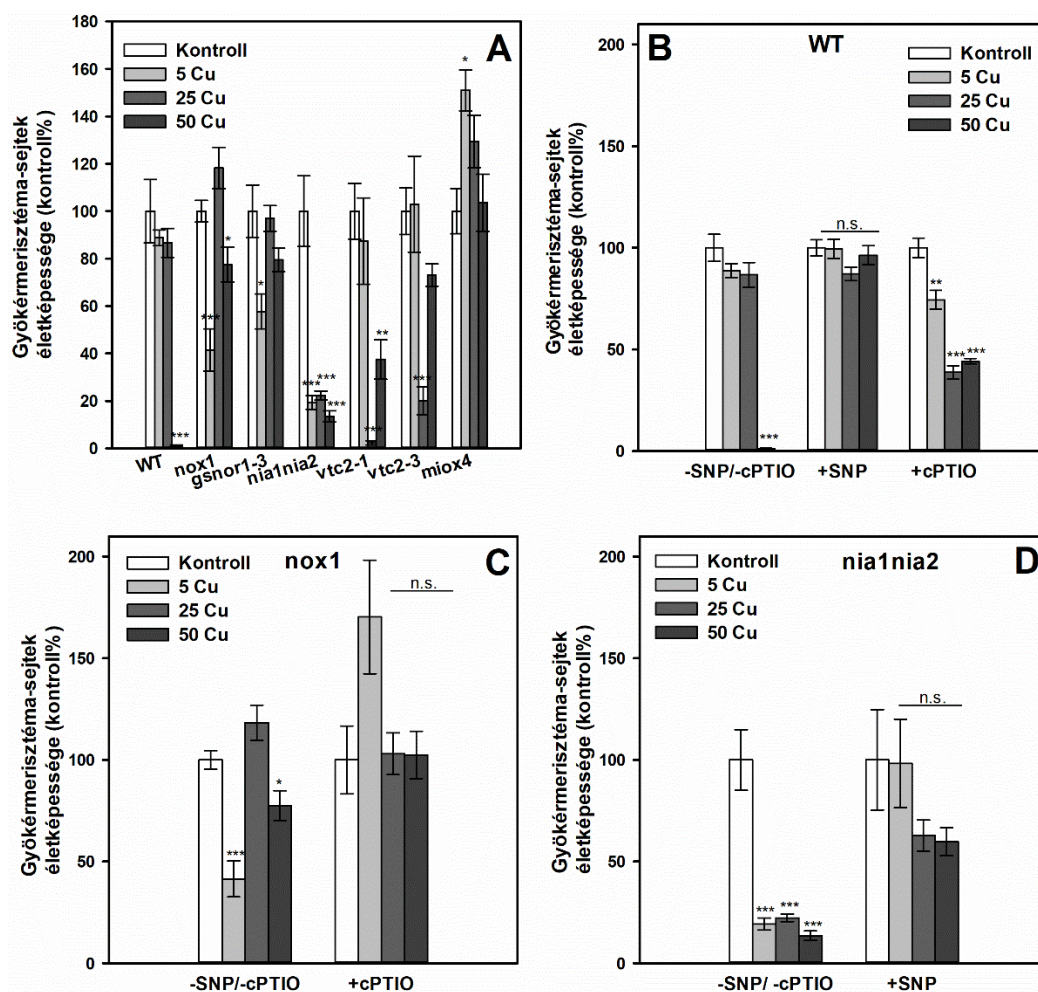 A
Gyökérmerisztéma-sejtek
életképessége (kontroll%)
180
160
140
120
100
80
60
40
20
0
Kontroll
5 Cu
25 Cu
50 Cu
***
***
*
*
***
***
***
***
**
***
*
WT
nox1
gsnor1-3
nia1nia2
vtc2-1
vtc2-3
miox4
B
WT
Gyökérmerisztéma-sejtek
életképessége (kontroll%)
200
150
100
50
0
Kontroll
5 Cu
25 Cu
50 Cu
***
n.s.
**
***
***
-SNP/-cPTIO
+SNP
+cPTIO
nox1
C
Gyökérmerisztéma-sejtek
életképessége (kontroll%)
200
150
100
50
0
Kontroll
5 Cu
25 Cu
50 Cu
***
*
n.s.
-SNP/-cPTIO
+cPTIO
nia1nia2
D
Gyökérmerisztéma-sejtek
életképessége (kontroll%)
200
150
100
50
0
Kontroll
5 Cu
25 Cu
50 Cu
***
***
***
n.s.
-SNP/ -cPTIO
+SNP